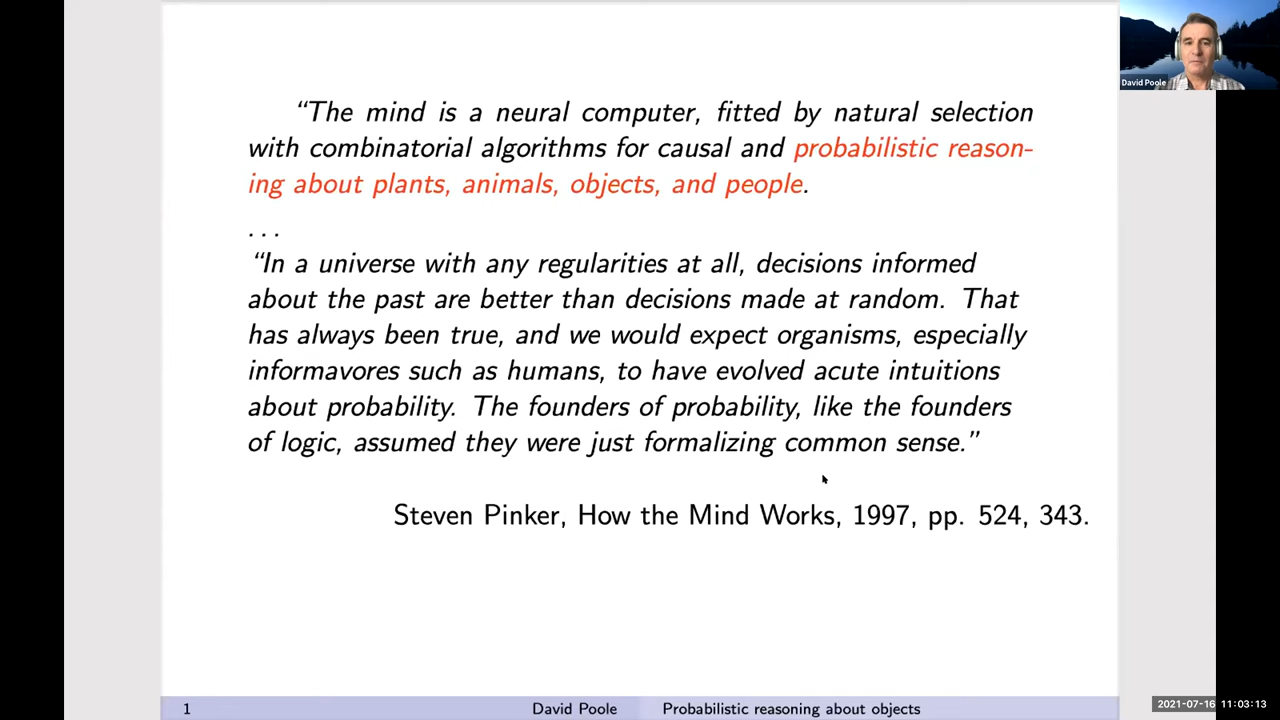 David Poole
“The mind is a neural computer, fitted by natural selection
with combinatorial algorithms for causal and probabilistic reason-
ing about plants, animals, objects, and people.
. . .
“In a universe with any regularities at all, decisions informed
about the past are better than decisions made at random. That
has always been true, and we would expect organisms, especially
informavores such as humans, to have evolved acute intuitions
about probability. The founders of probability, like the founders
of logic, assumed they were just formalizing common sense.”
Steven Pinker, How the Mind Works, 1997, pp. 524, 343.
1 David Poole Probabilistic reasoning about objects
2021-07-16 11:03:13